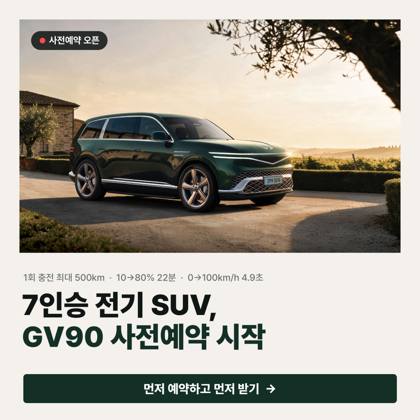 사전예약 오픈
1회 충전 최대 500km · 10→80% 22분 · 0→100km/h 4.9초
7인승 전기 SUV,
GV90 사전예약 시작
먼저 예약하고 먼저 받기 →